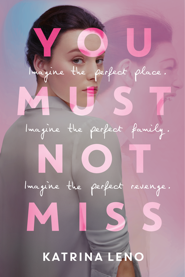 YOU
Imagine the perfect place.
MUST
Imagine the perfect family.
NOT
Imagine the perfect revenge.
MISS
KATRINA LENO